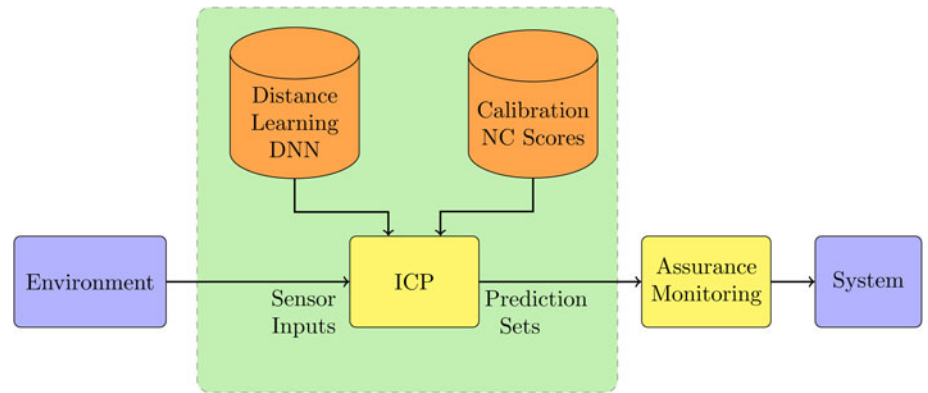 Distance
Learning
DNN
Calibration
NC Scores
Environment
Sensor
Inputs
ICP
Prediction
Sets
Assurance
Monitoring
System